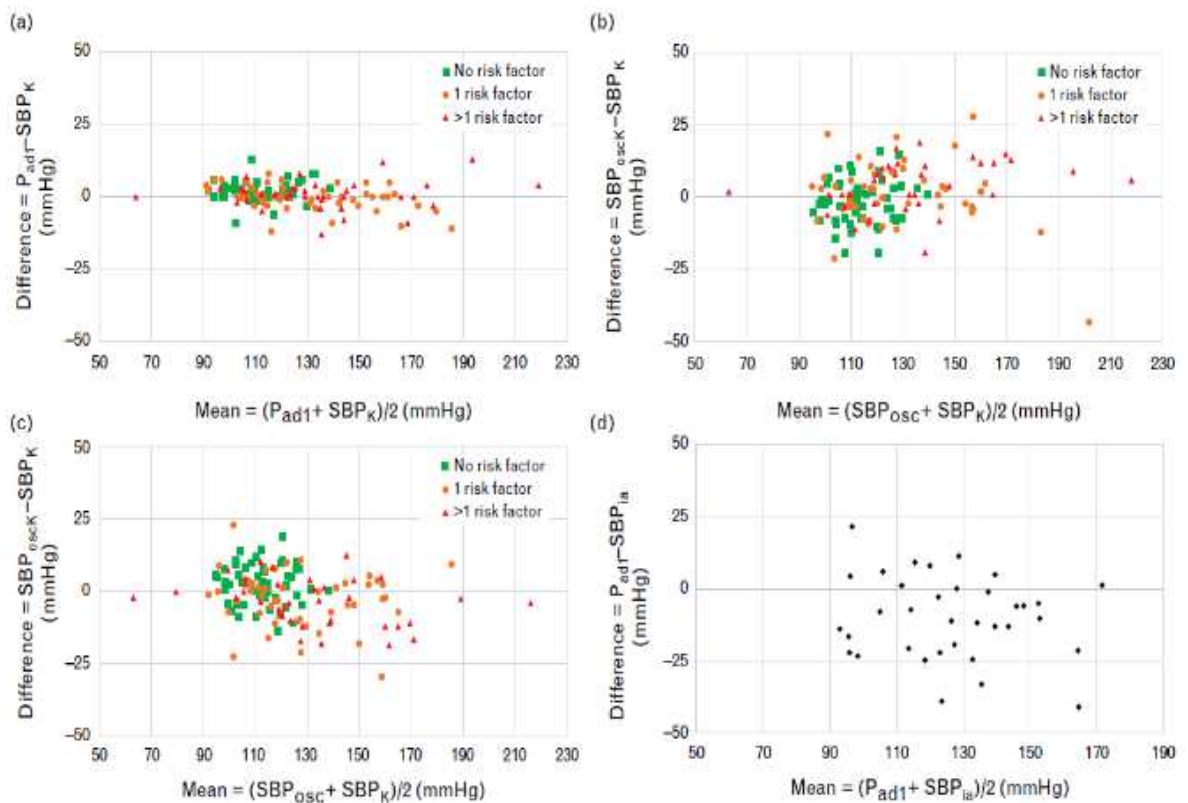 (a)
50
25
0
−25
−50
Difference = Pad1−SBPK
(mmHg)
No risk factor
1 risk factor
>1 risk factor
50 70 90 110 130 150 170 190 210 230
Mean = (Pad1+ SBPK)/2 (mmHg)
(b)
50
25
0
−25
−50
Difference = SBPoscK−SBPK
(mmHg)
No risk factor
1 risk factor
>1 risk factor
50 70 90 110 130 150 170 190 210 230
Mean = (SBPosc+ SBPK)/2 (mmHg)
(c)
50
25
0
−25
−50
Difference = SBPoscK−SBPK
(mmHg)
No risk factor
1 risk factor
>1 risk factor
50 70 90 110 130 150 170 190 210 230
Mean = (SBPosc+ SBPK)/2 (mmHg)
(d)
50
25
0
−25
−50
Difference = Pad1−SBPia
(mmHg)
50 70 90 110 130 150 170 190
Mean = (Pad1+ SBPia)/2 (mmHg)